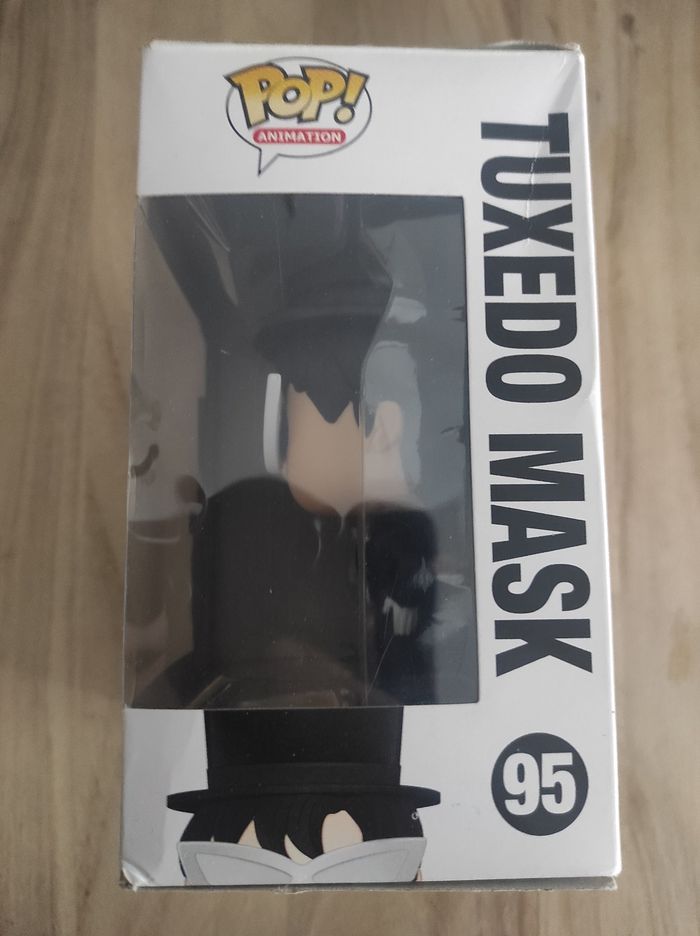 POP!
ANIMATION
TUXEDO MASK
95